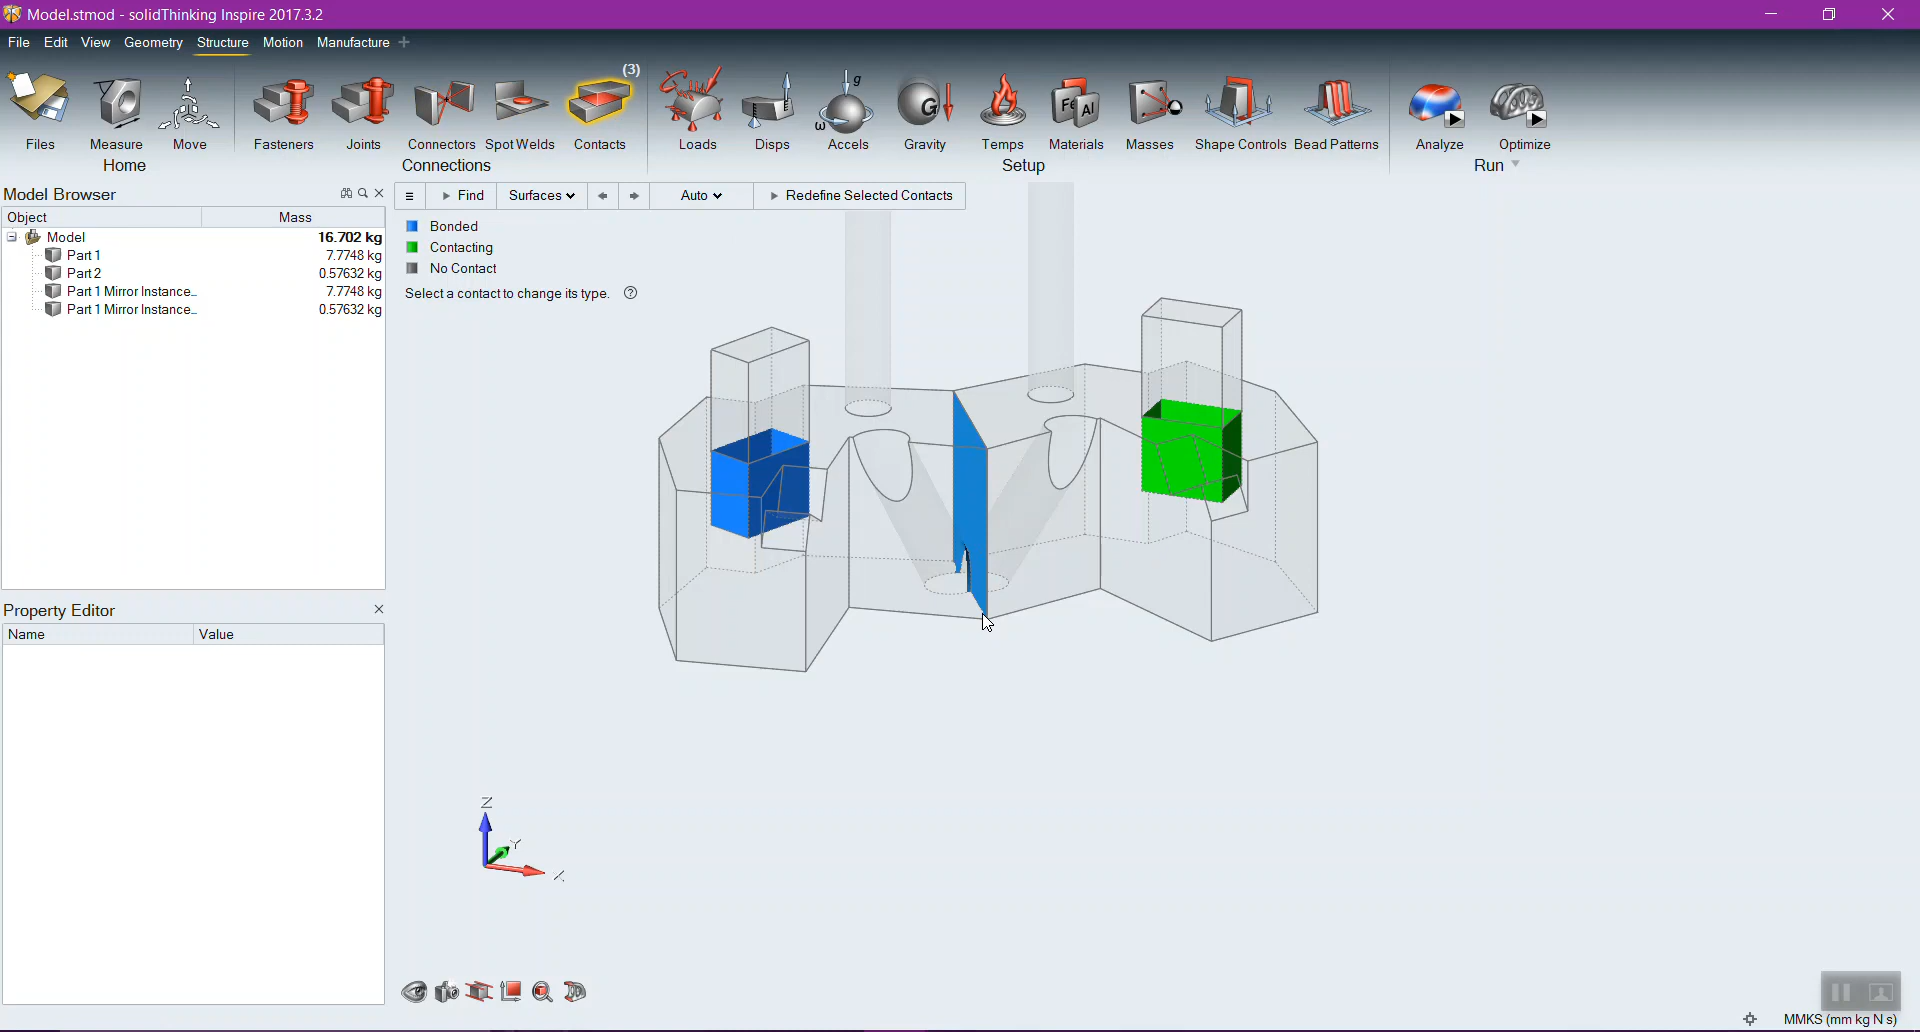 Model.stmod - solidThinking Inspire 2017.3.2
File Edit View Geometry Structure Motion Manufacture
(3)
Files Measure Move Fasteners Joints Connectors Spot Welds Contacts Loads Disps Accels Gravity Temps Materials Masses Shape Controls Bead Patterns Analyze Optimize
Home Connections Setup Run
Model Browser
Find Surfaces Auto Redefine Selected Contacts
Object Mass
Model 16.702 kg
Part 1 7.7748 kg
Part 2 0.57632 kg
Part 1 Mirror Instance... 7.7748 kg
Part 1 Mirror Instance... 0.57632 kg
Bonded
Contacting
No Contact
Select a contact to change its type.
Property Editor
Name Value
Z
Y
X
MMKS (mm kg N s)